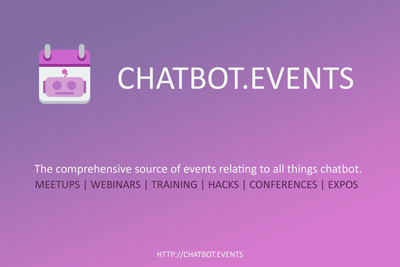 CHATBOT.EVENTS
The comprehensive source of events relating to all things chatbot.
MEETUPS | WEBINARS | TRAINING | HACKS | CONFERENCES | EXPOS
HTTP://CHATBOT.EVENTS